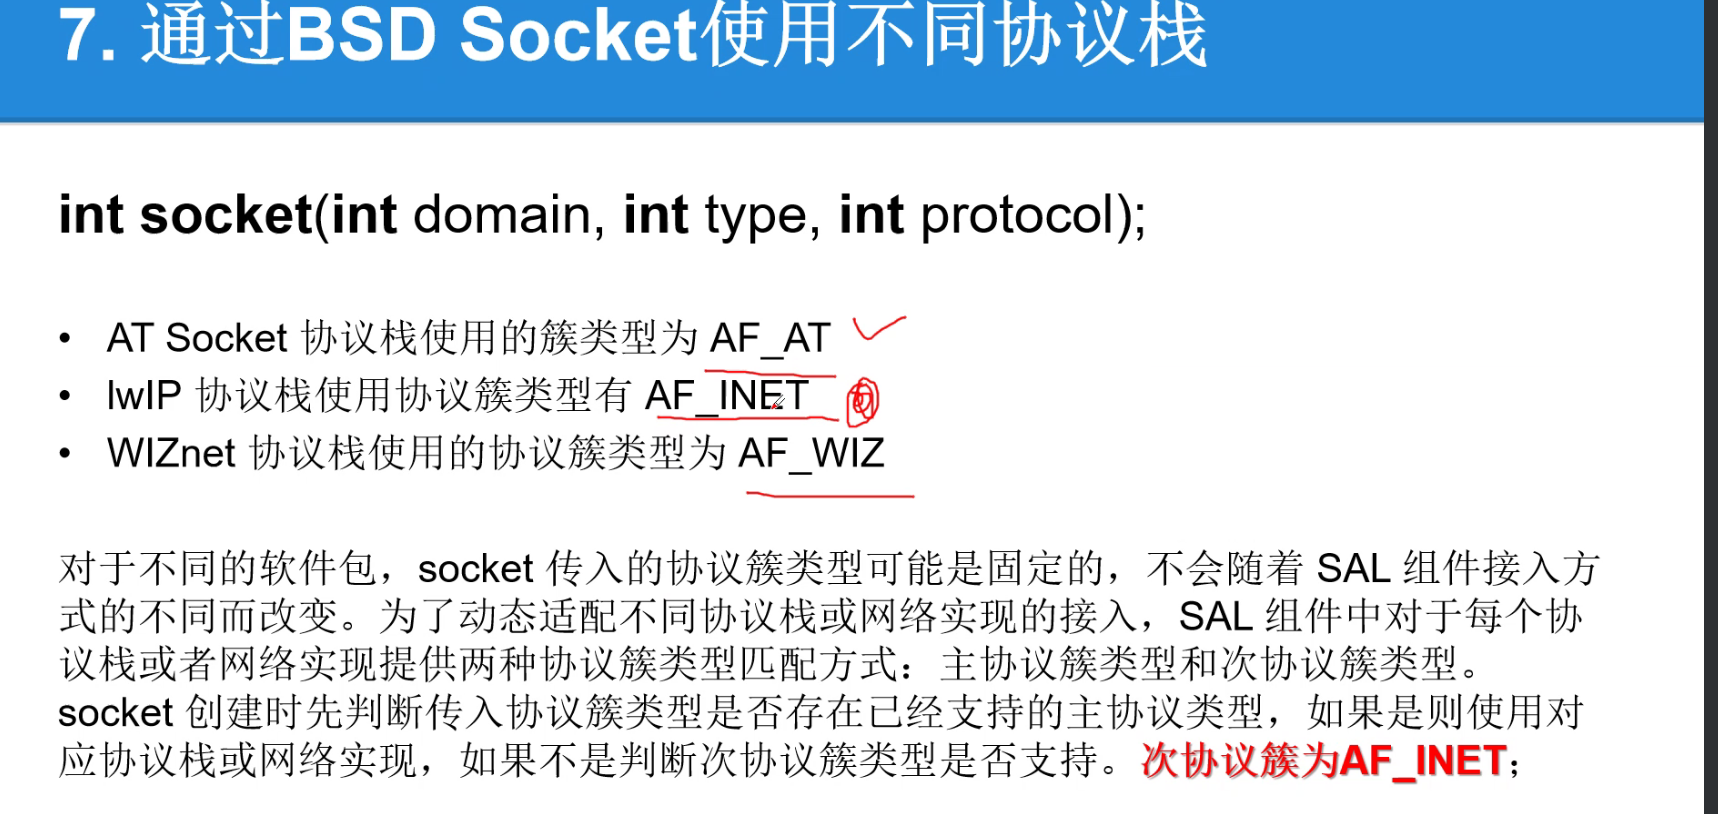 7. 通过BSD Socket使用不同协议栈
int socket(int domain, int type, int protocol);
• AT Socket 协议栈使用的簇类型为 AF_AT
• lwIP 协议栈使用协议簇类型有 AF_INET
• WIZnet 协议栈使用的协议簇类型为 AF_WIZ
对于不同的软件包，socket 传入的协议簇类型可能是固定的，不会随着 SAL 组件接入方
式的不同而改变。为了动态适配不同协议栈或网络实现的接入，SAL 组件中对于每个协
议栈或者网络实现提供两种协议簇类型匹配方式：主协议簇类型和次协议簇类型。
socket 创建时先判断传入协议簇类型是否存在已经支持的主协议类型，如果是则使用对
应协议栈或网络实现，如果不是判断次协议簇类型是否支持。次协议簇为AF_INET；